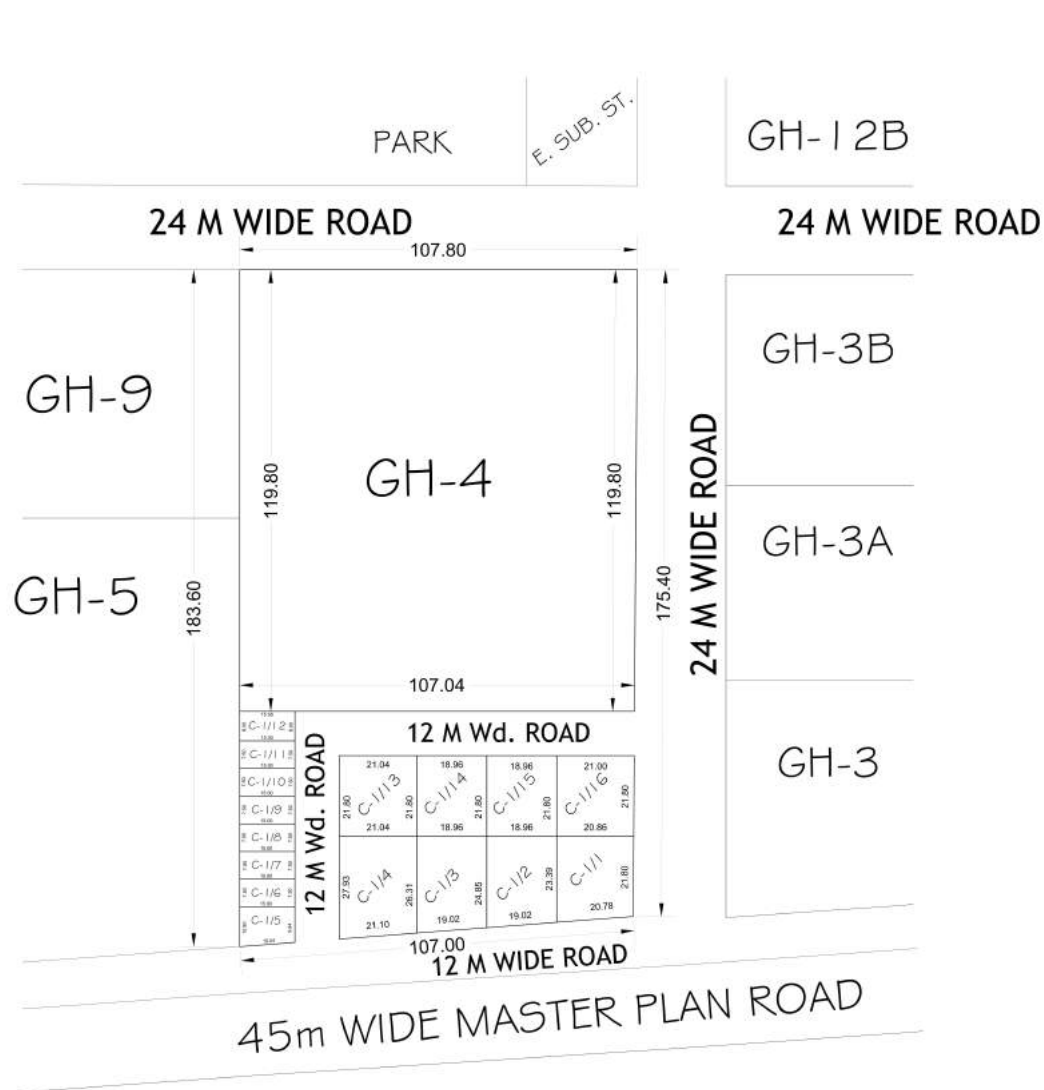 PARK
E. SUB. ST.
GH-12B
24 M WIDE ROAD
24 M WIDE ROAD
107.80
GH-9
GH-5
183.60
119.80
GH-4
119.80
107.04
175.40
24 M WIDE ROAD
GH-3B
GH-3A
GH-3
12 M Wd. ROAD
12 M Wd. ROAD
C-1/12
C-1/11
C-1/10
C-1/9
C-1/8
C-1/7
C-1/6
C-1/5
21.04
18.96
18.96
21.00
21.80
C-1/13
21.80
C-1/14
21.80
C-1/15
21.80
C-1/16
21.80
21.04
18.96
18.96
20.86
27.93
C-1/4
26.31
C-1/3
24.85
C-1/2
23.39
C-1/1
21.80
21.10
19.02
19.02
20.78
107.00
12 M WIDE ROAD
45m WIDE MASTER PLAN ROAD